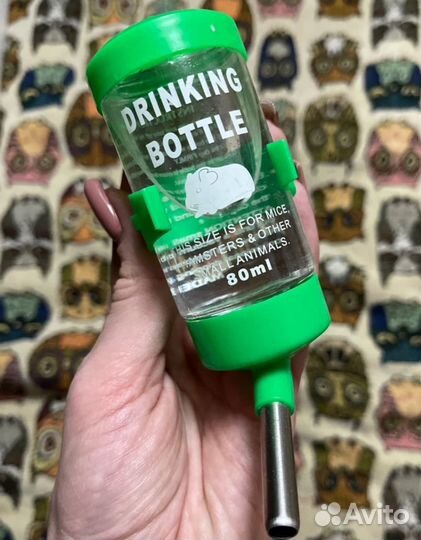 DRINKING
BOTTLE
THIS SIZE IS FOR MICE,
HAMSTERS & OTHER
SMALL ANIMALS.
80ml
Avito